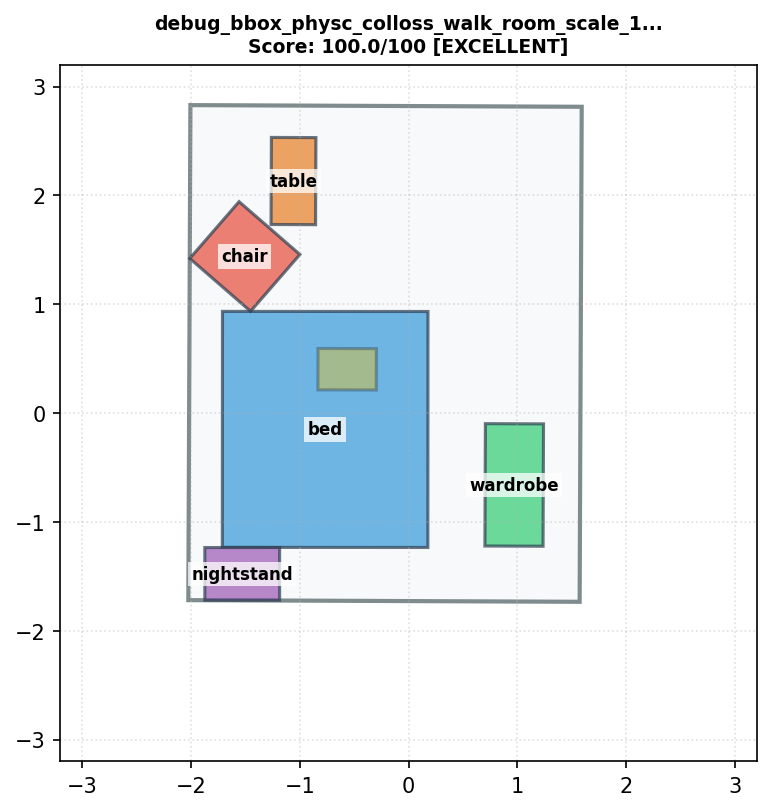 debug_bbox_physc_colloss_walk_room_scale_1...
Score: 100.0/100 [EXCELLENT]
3
2
1
0
−1
−2
−3
table
chair
bed
wardrobe
nightstand
−3 −2 −1 0 1 2 3